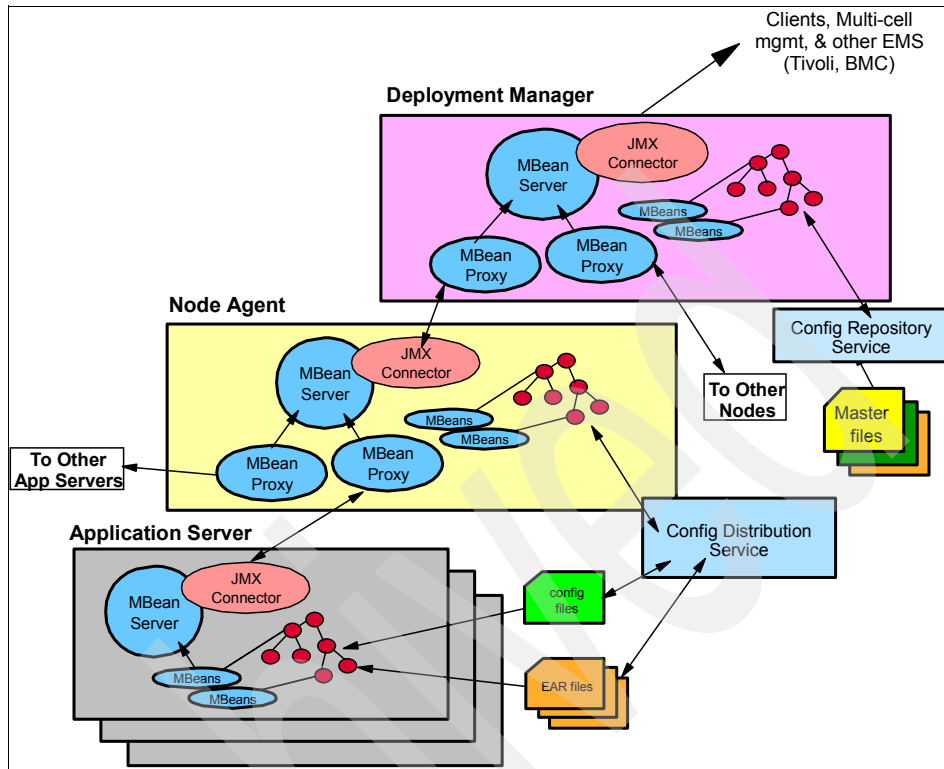 Clients, Multi-cell
mgmt, & other EMS
(Tivoli, BMC)
Deployment Manager
JMX
Connector
MBean
Server
MBeans
MBeans
MBean
Proxy
MBean
Proxy
Node Agent
Config Repository
Service
JMX
Connector
MBean
Server
To Other
Nodes
Master
files
MBeans
MBeans
MBean
Proxy
MBean
Proxy
To Other
App Servers
Application Server
Config Distribution
Service
JMX
Connector
MBean
Server
config
files
MBeans
MBeans
EAR files